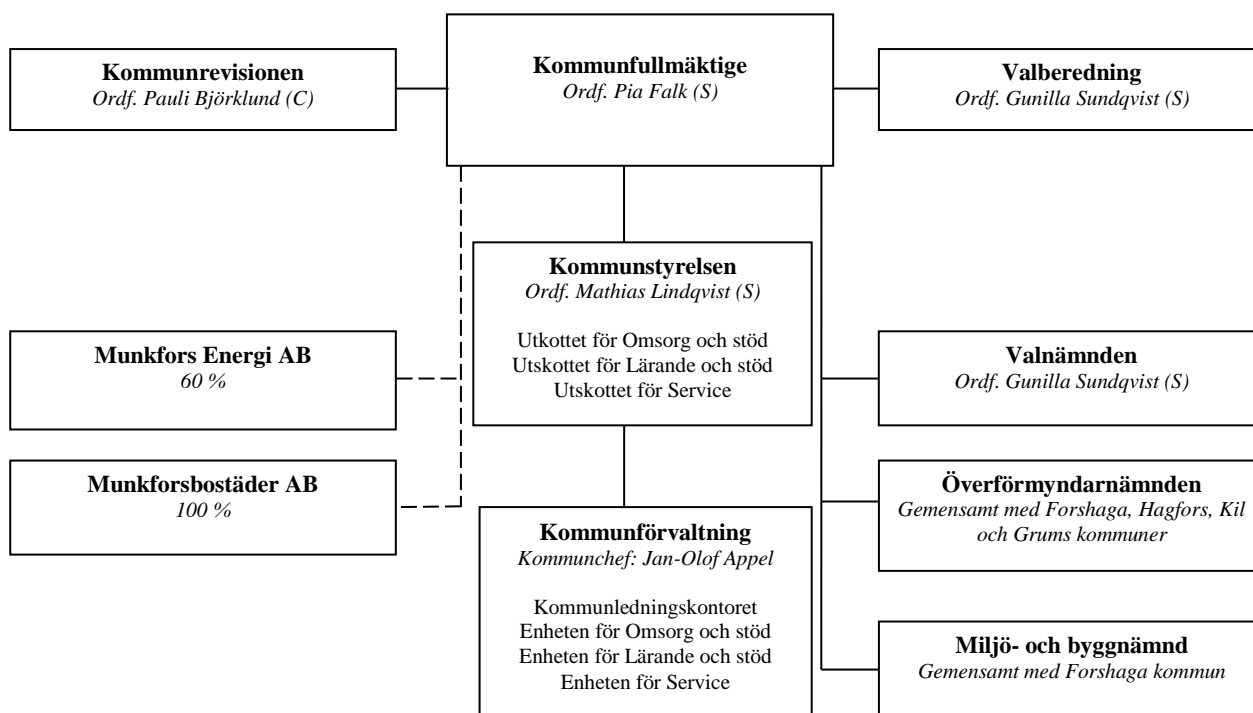 Kommunrevisionen
Ordf. Pauli Björklund (C)
Kommunfullmäktige
Ordf. Pia Falk (S)
Valberedning
Ordf. Gunilla Sundqvist (S)
Kommunstyrelsen
Ordf. Mathias Lindqvist (S)
Utkottet för Omsorg och stöd
Utskottet för Lärande och stöd
Utskottet för Service
Munkfors Energi AB
60 %
Valnämnden
Ordf. Gunilla Sundqvist (S)
Munkforsbostäder AB
100 %
Överförmyndarnämnden
Gemensamt med Forshaga, Hagfors, Kil
och Grums kommuner
Kommunförvaltning
Kommunchef: Jan-Olof Appel
Kommunledningskontoret
Enheten för Omsorg och stöd
Enheten för Lärande och stöd
Enheten för Service
Miljö- och byggnämnd
Gemensamt med Forshaga kommun